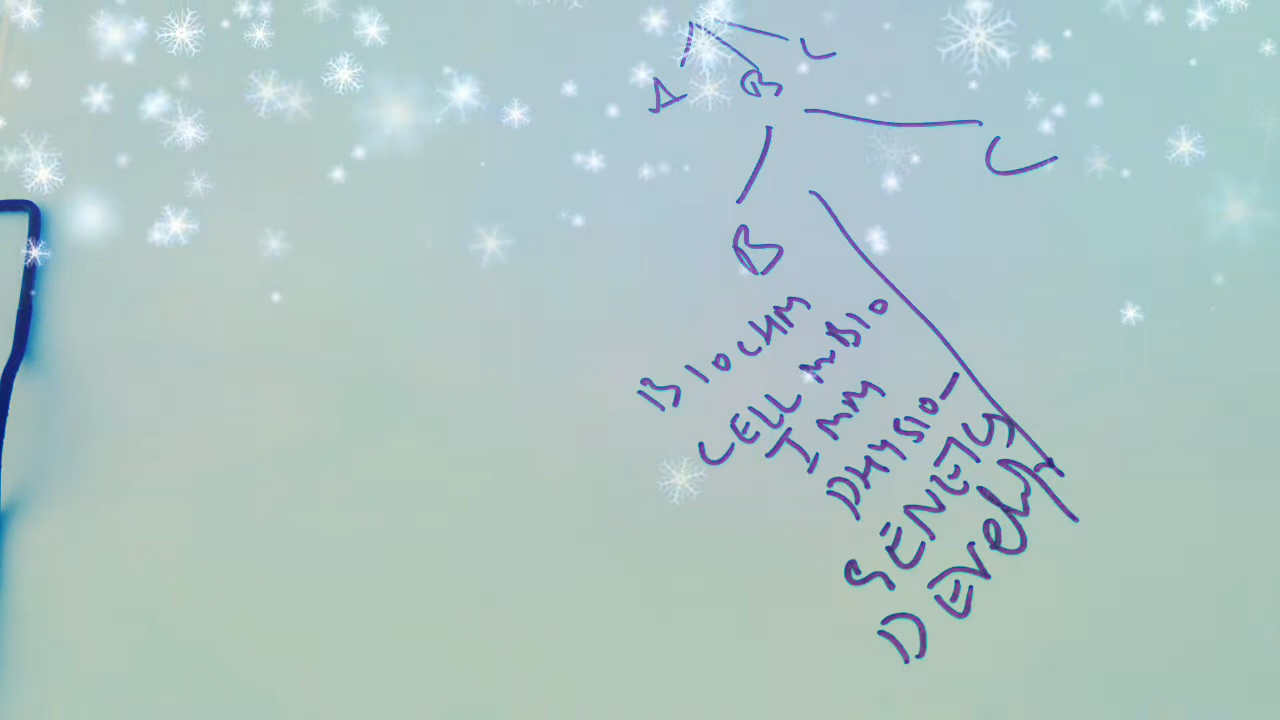 A B C
C
B
BIOCHM
CELL MBIO
IMM
PHYSIO
GENETY
DEVELP